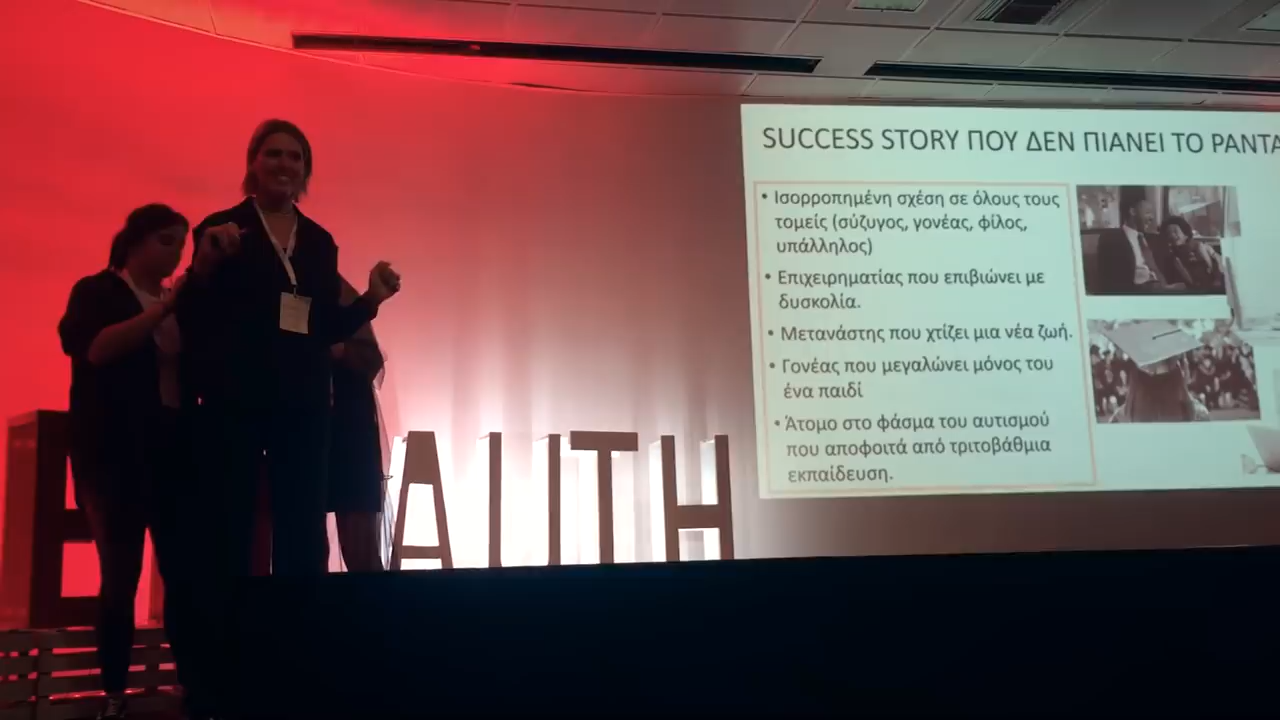 SUCCESS STORY ΠΟΥ ΔΕΝ ΠΙΑΝΕΙ ΤΟ ΡΑΝΤΑ
• Ισορροπημένη σχέση σε όλους τους
τομείς (σύζυγος, γονέας, φίλος,
υπάλληλος)
• Επιχειρηματίας που επιβιώνει με
δυσκολία.
• Μετανάστης που χτίζει μια νέα ζωή.
• Γονέας που μεγαλώνει μόνος του
ένα παιδί
• Άτομο στο φάσμα του αυτισμού
που αποφοιτά από τριτοβάθμια
εκπαίδευση.
AUTH